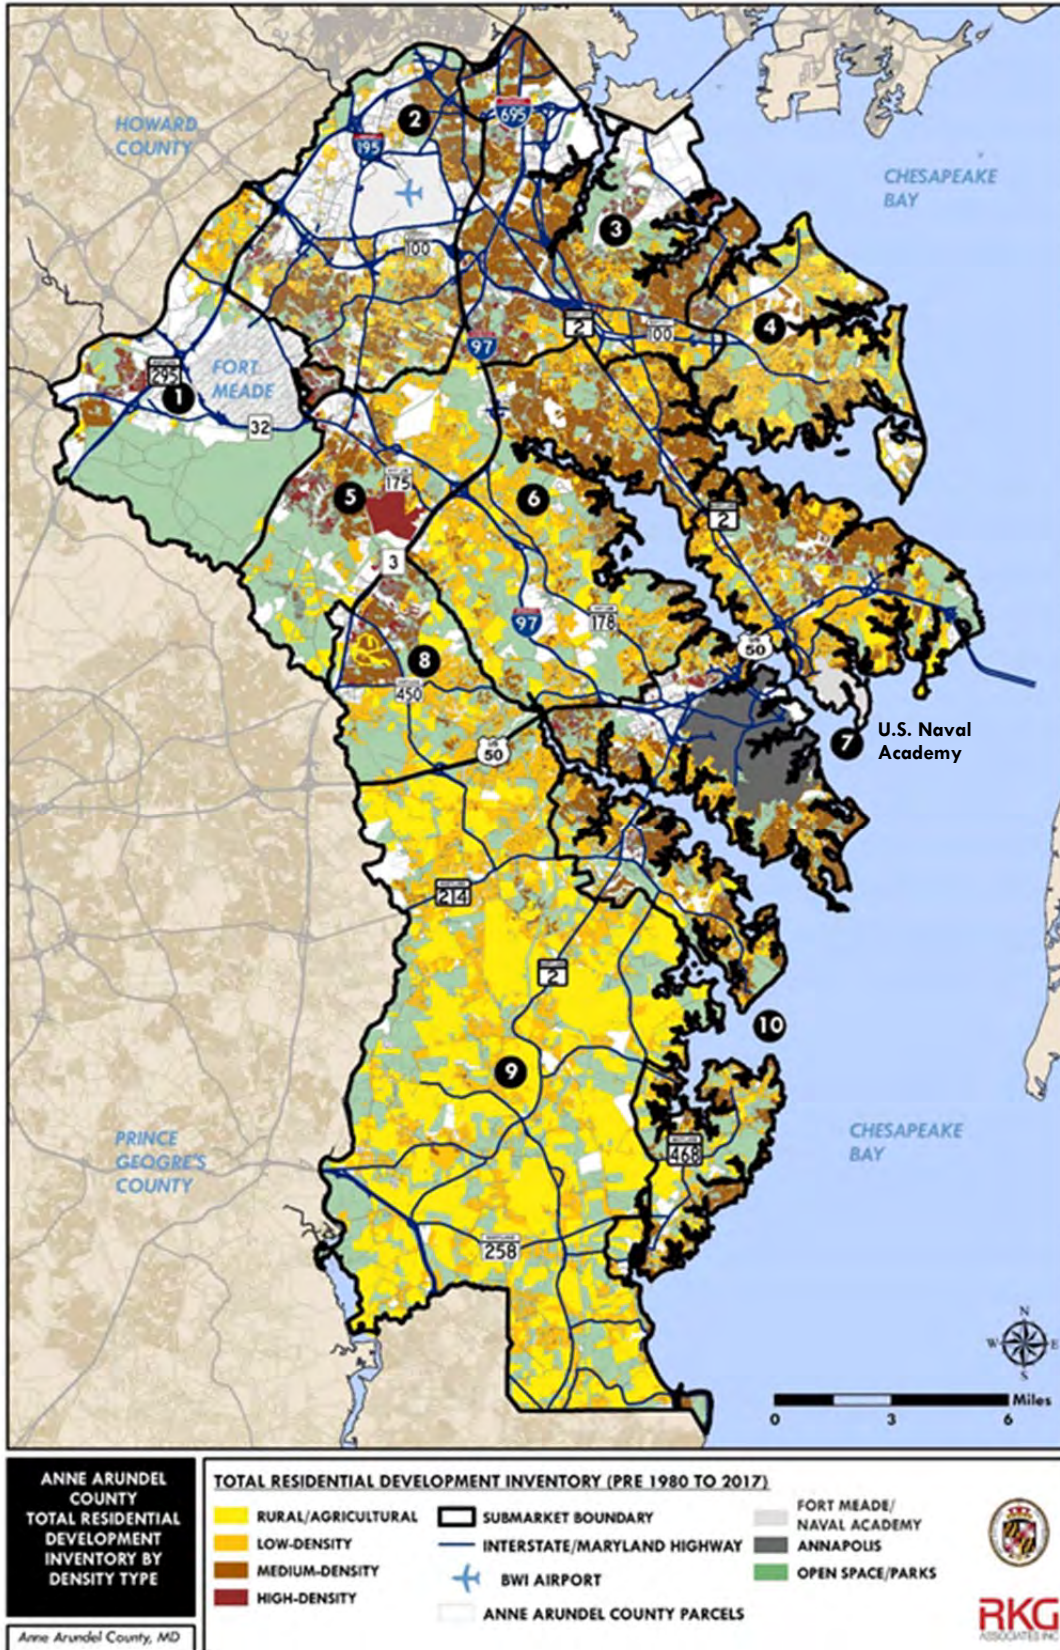 HOWARD
COUNTY
2
695
195
CHESAPEAKE
BAY
3
100
4
2
100
97
FORT
MEADE
295
1
32
5
175
6
2
3
97
178
US
50
8
450
7
U.S. Naval
Academy
US
50
214
2
10
9
PRINCE
GEOGRE'S
COUNTY
CHESAPEAKE
BAY
468
258
N
W E
S
Miles
0 3 6
ANNE ARUNDEL
COUNTY
TOTAL RESIDENTIAL
DEVELOPMENT
INVENTORY BY
DENSITY TYPE
Anne Arundel County, MD
TOTAL RESIDENTIAL DEVELOPMENT INVENTORY (PRE 1980 TO 2017)
RURAL/AGRICULTURAL
LOW-DENSITY
MEDIUM-DENSITY
HIGH-DENSITY
SUBMARKET BOUNDARY
INTERSTATE/MARYLAND HIGHWAY
BWI AIRPORT
ANNE ARUNDEL COUNTY PARCELS
FORT MEADE/
NAVAL ACADEMY
ANNAPOLIS
OPEN SPACE/PARKS
RKG
ASSOCIATES INC